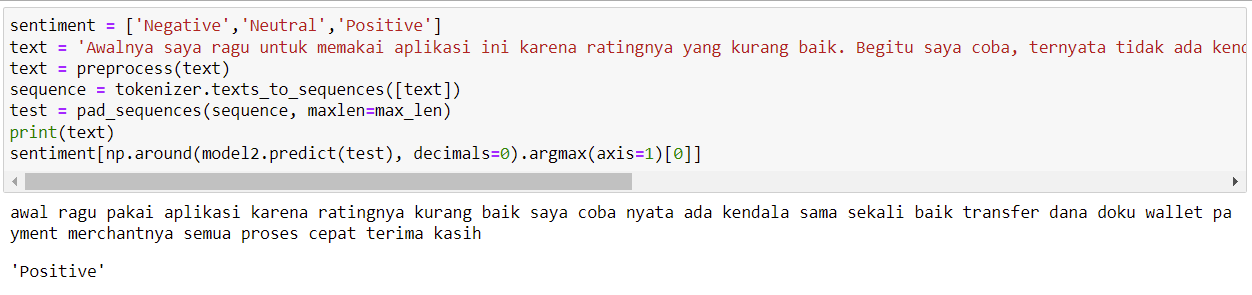 sentiment = ['Negative','Neutral','Positive']
text = 'Awalnya saya ragu untuk memakai aplikasi ini karena ratingnya yang kurang baik. Begitu saya coba, ternyata tidak ada kend
text = preprocess(text)
sequence = tokenizer.texts_to_sequences([text])
test = pad_sequences(sequence, maxlen=max_len)
print(text)
sentiment[np.around(model2.predict(test), decimals=0).argmax(axis=1)[0]]
awal ragu pakai aplikasi karena ratingnya kurang baik saya coba nyata ada kendala sama sekali baik transfer dana doku wallet pa
yment merchantnya semua proses cepat terima kasih
'Positive'